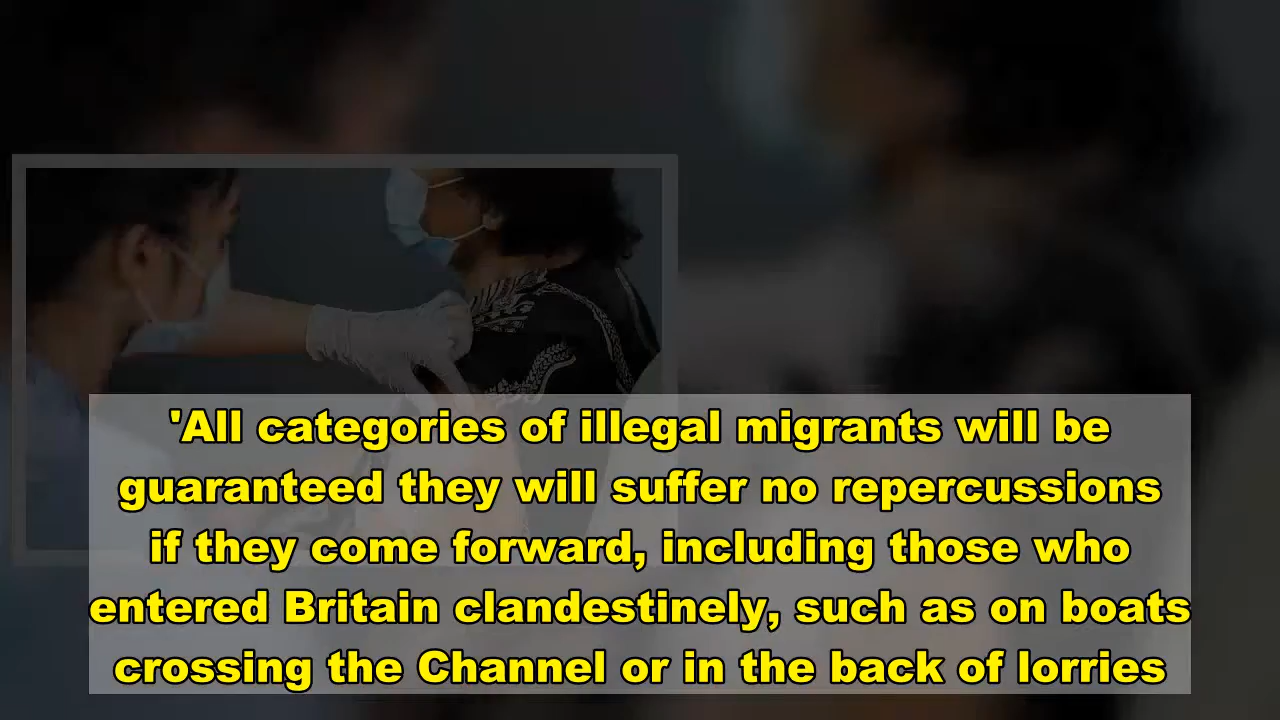 'All categories of illegal migrants will be
guaranteed they will suffer no repercussions
if they come forward, including those who
entered Britain clandestinely, such as on boats
crossing the Channel or in the back of lorries